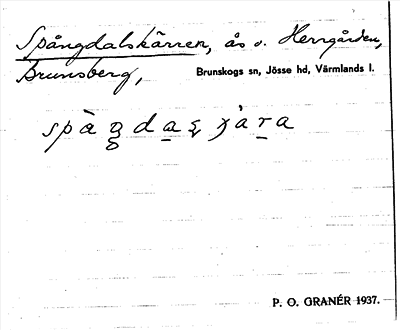 Spångdalskärren, ås o. Herrgården,
Brunsberg,
Brunskogs sn, Jösse hd, Värmlands l.
P. O. GRANÉR 1937.